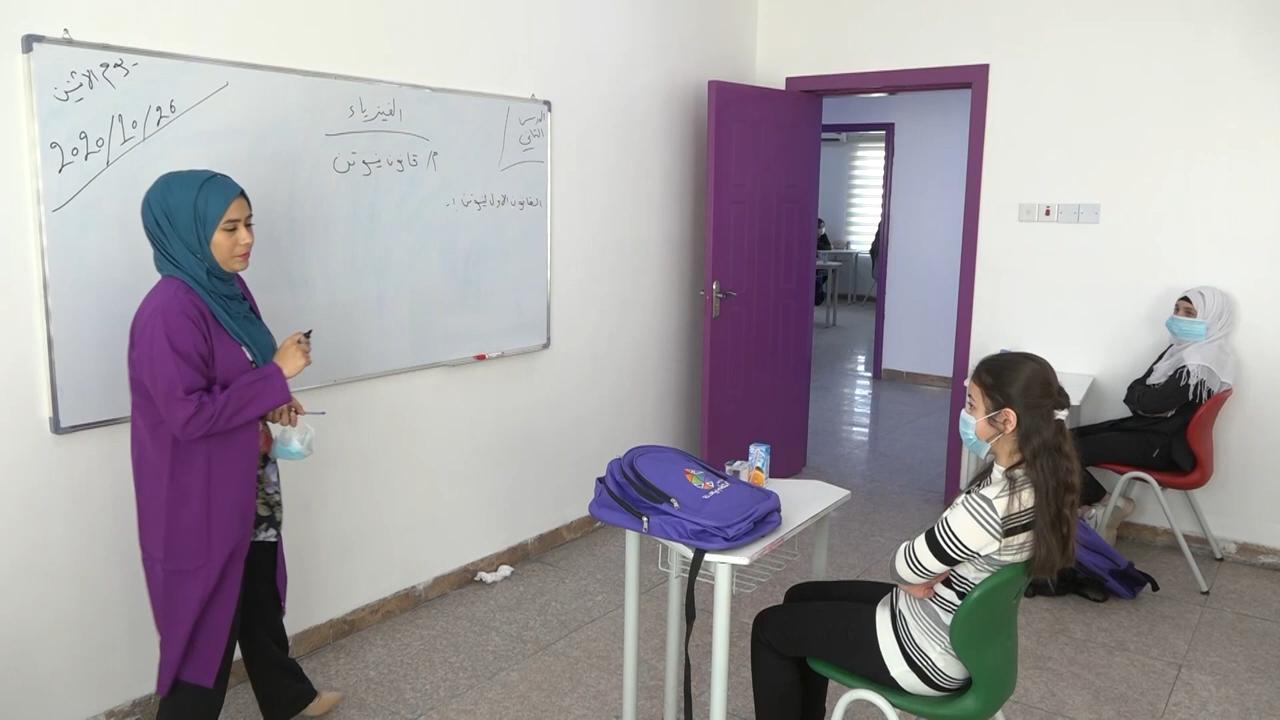 الدرس
الثاني
الفيزياء
م/ قانون نيوتن
القانون الاول لنيوتن :-
يوم الاثنين
2020/10/26